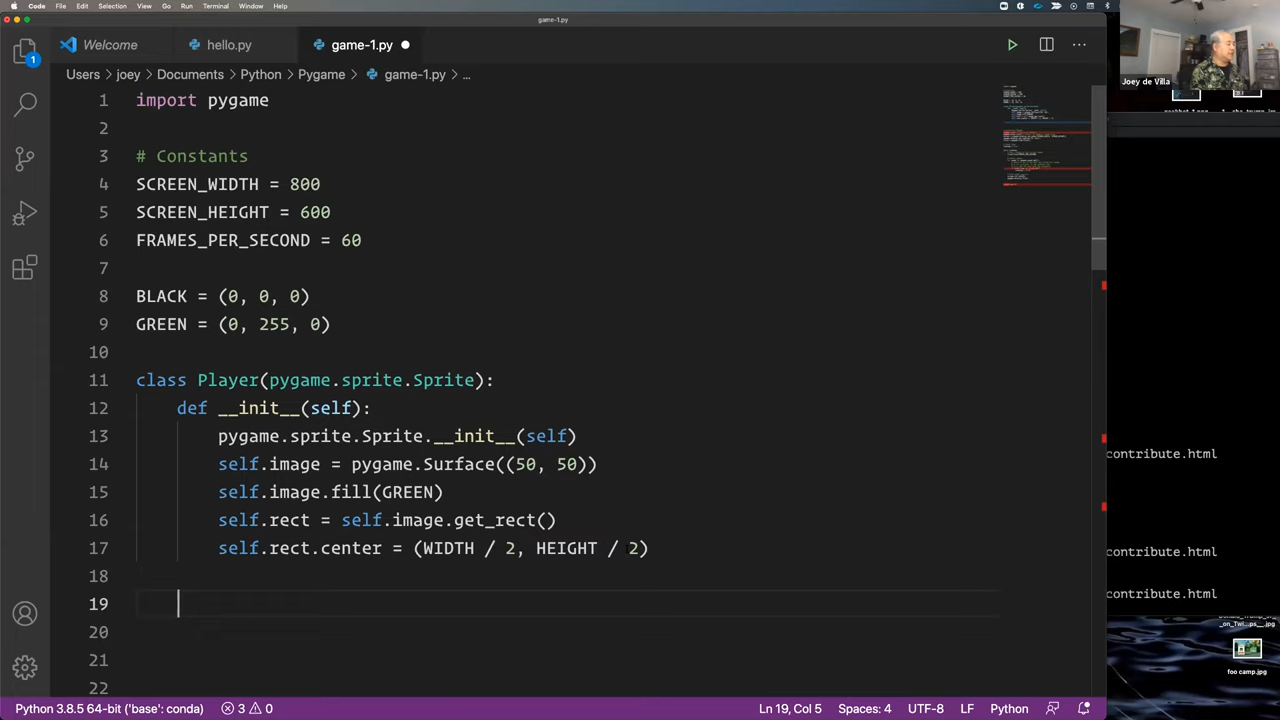 Code File Edit Selection View Go Run Terminal Window Help
game-1.py
Welcome hello.py game-1.py
Users joey Documents Python Pygame game-1.py ...
1 import pygame
2
3 # Constants
4 SCREEN_WIDTH = 800
5 SCREEN_HEIGHT = 600
6 FRAMES_PER_SECOND = 60
7
8 BLACK = (0, 0, 0)
9 GREEN = (0, 255, 0)
10
11 class Player(pygame.sprite.Sprite):
12 def __init__(self):
13 pygame.sprite.Sprite.__init__(self)
14 self.image = pygame.Surface((50, 50))
15 self.image.fill(GREEN)
16 self.rect = self.image.get_rect()
17 self.rect.center = (WIDTH / 2, HEIGHT / 2)
18
19
20
21
22
1
Python 3.8.5 64-bit ('base': conda) 3 0 Ln 19, Col 5 Spaces: 4 UTF-8 LF Python
Joey de Villa
contribute.html
contribute.html
contribute.html
_on_Twi...ps__.jpg
foo camp.jpg